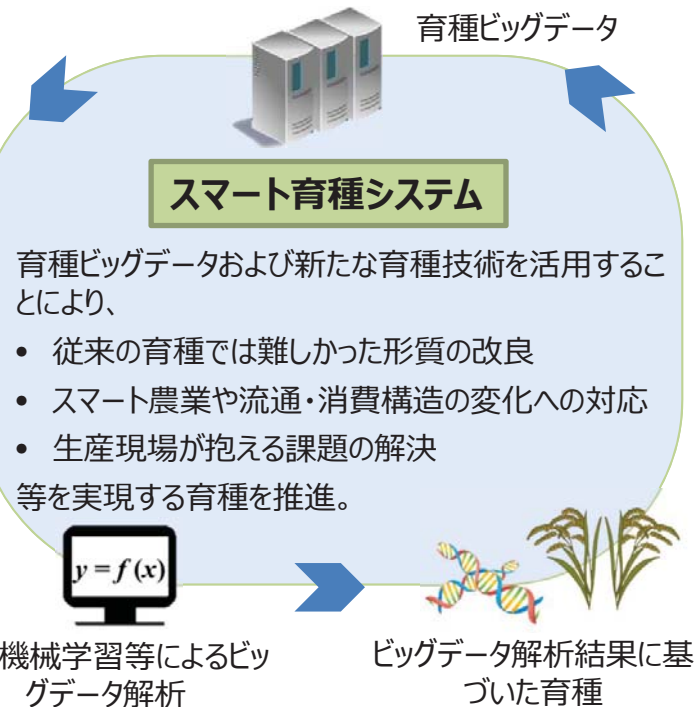 育種ビッグデータ
スマート育種システム
育種ビッグデータおよび新たな育種技術を活用するこ
とにより、
• 従来の育種では難しかった形質の改良
• スマート農業や流通・消費構造の変化への対応
• 生産現場が抱える課題の解決
等を実現する育種を推進。
y = f (x)
機械学習等によるビッ
グデータ解析
ビッグデータ解析結果に基
づいた育種